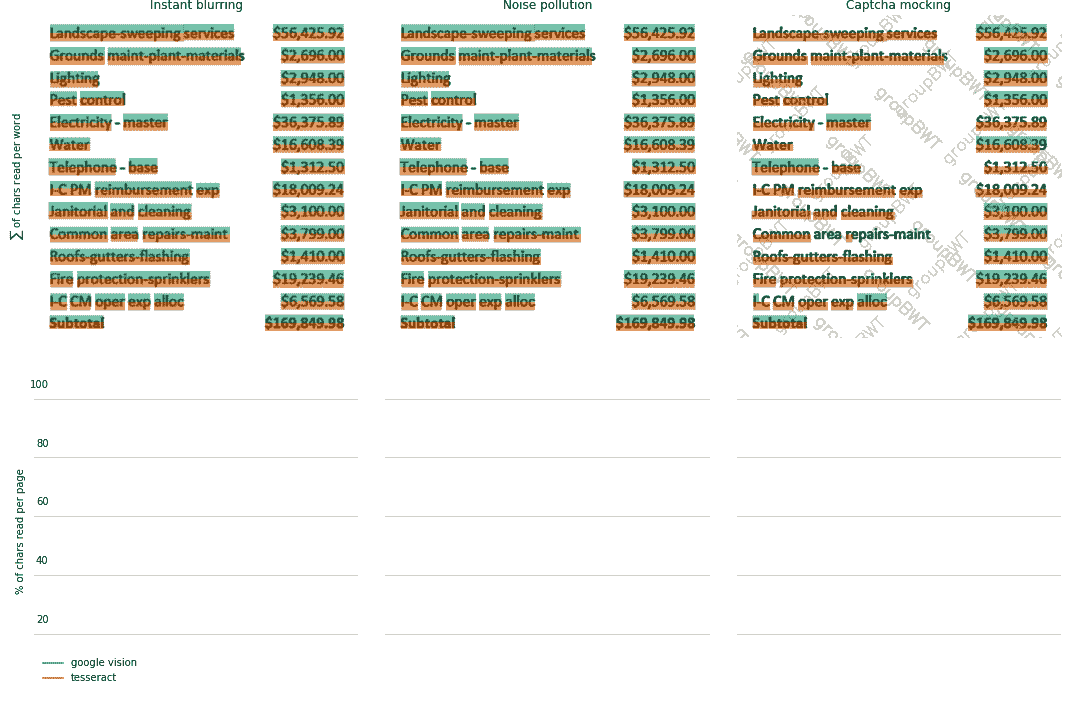 Instant blurring
Noise pollution
Captcha mocking
Σ of chars read per word
Landscape-sweeping services $56,425.92
Grounds maint-plant-materials $2,696.00
Lighting $2,948.00
Pest control $1,356.00
Electricity - master $36,375.89
Water $16,608.39
Telephone - base $1,312.50
I-C PM reimbursement exp $18,009.24
Janitorial and cleaning $3,100.00
Common area repairs-maint $3,799.00
Roofs-gutters-flashing $1,410.00
Fire protection-sprinklers $19,239.46
I-C CM oper exp alloc $6,569.58
Subtotal $169,849.98
Landscape-sweeping services $56,425.92
Grounds maint-plant-materials $2,696.00
Lighting $2,948.00
Pest control $1,356.00
Electricity - master $36,375.89
Water $16,608.39
Telephone - base $1,312.50
I-C PM reimbursement exp $18,009.24
Janitorial and cleaning $3,100.00
Common area repairs-maint $3,799.00
Roofs-gutters-flashing $1,410.00
Fire protection-sprinklers $19,239.46
I-C CM oper exp alloc $6,569.58
Subtotal $169,849.98
Landscape-sweeping services $56,425.92
Grounds maint-plant-materials $2,696.00
Lighting $2,948.00
Pest control $1,356.00
Electricity - master $36,375.89
Water $16,608.39
Telephone - base $1,312.50
I-C PM reimbursement exp $18,009.24
Janitorial and cleaning $3,100.00
Common area repairs-maint $3,799.00
Roofs-gutters-flashing $1,410.00
Fire protection-sprinklers $19,239.46
I-C CM oper exp alloc $6,569.58
Subtotal $169,849.98
groupBWT
% of chars read per page
100
80
60
40
20
google vision
tesseract